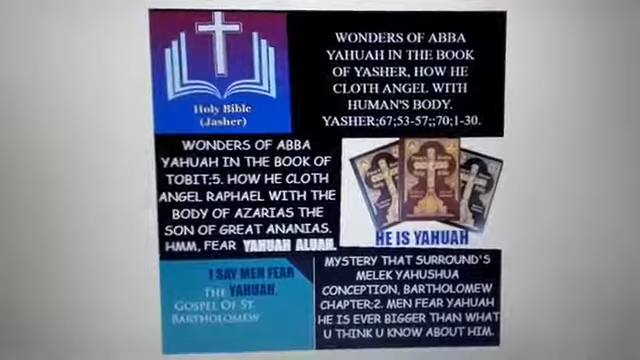 Holy Bible
(Jasher)
WONDERS OF ABBA
YAHUAH IN THE BOOK
OF YASHER, HOW HE
CLOTH ANGEL WITH
HUMAN'S BODY.
YASHER;67;53-57;;70;1-30.
WONDERS OF ABBA
YAHUAH IN THE BOOK OF
TOBIT;5. HOW HE CLOTH
ANGEL RAPHAEL WITH THE
BODY OF AZARIAS THE
SON OF GREAT ANANIAS.
HMM, FEAR YAHUAH ALUAH.
HE IS YAHUAH
I SAY MEN FEAR
YAHUAH.
THE
GOSPEL OF ST.
BARTHOLOMEW
MYSTERY THAT SURROUND'S
MELEK YAHUSHUA
CONCEPTION, BARTHOLOMEW
CHAPTER;2. MEN FEAR YAHUAH
HE IS EVER BIGGER THAN WHAT
U THINK U KNOW ABOUT HIM.